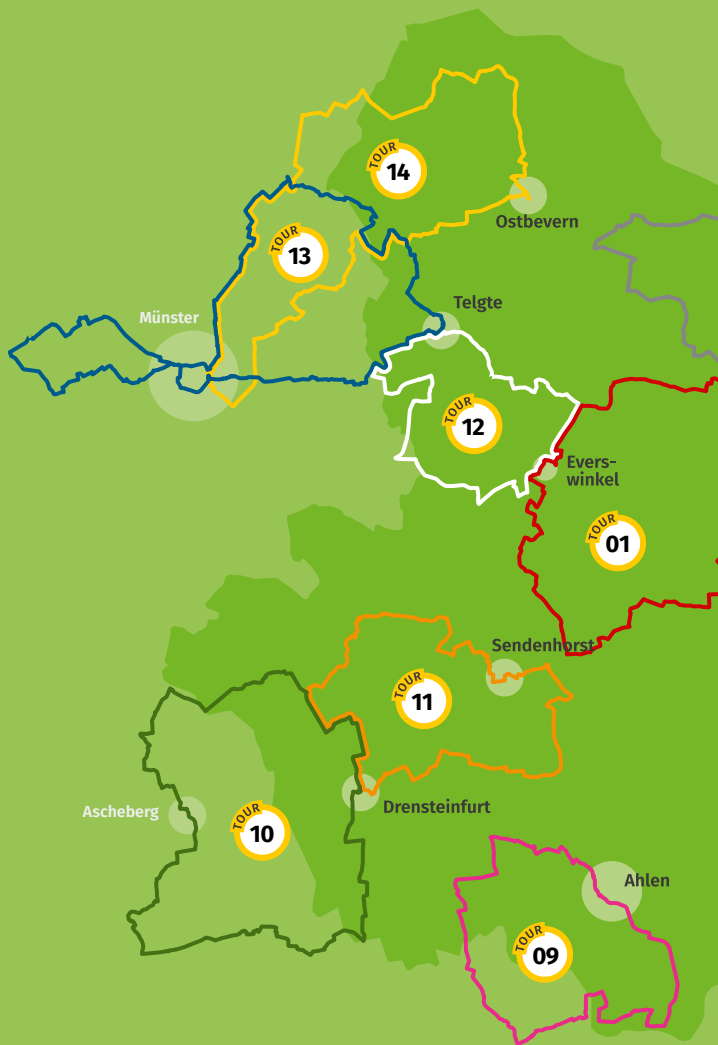 TOUR
14
Ostbevern
TOUR
13
Telgte
Münster
TOUR
12
Evers-
winkel
TOUR
01
Sendenhorst
TOUR
11
Drensteinfurt
Ascheberg
TOUR
10
Ahlen
TOUR
09